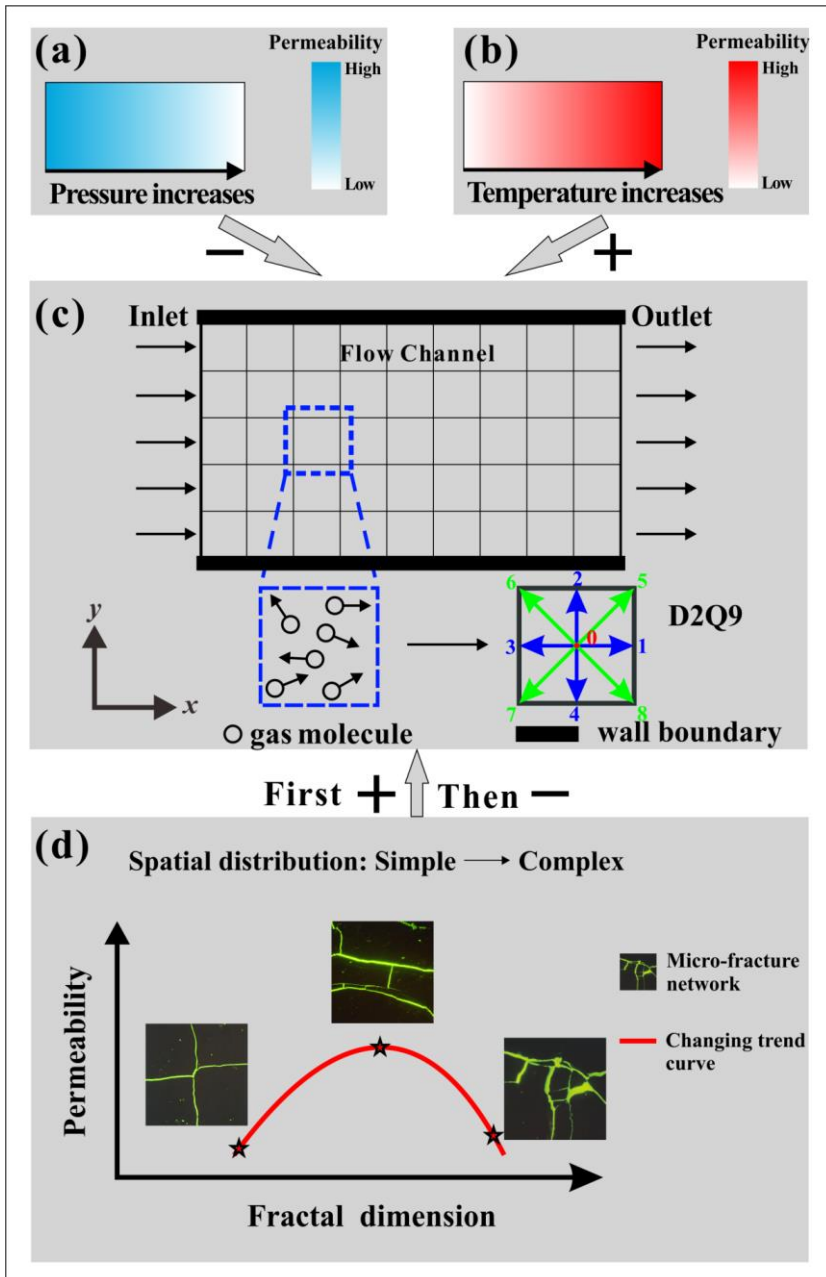 (a)
Permeability
High
Low
Pressure increases
(b)
Permeability
High
Low
Temperature increases
−
+
(c)
Inlet
Outlet
Flow Channel
y
x
gas molecule
6
2
5
3
0
1
7
4
8
D2Q9
wall boundary
First + Then −
(d)
Spatial distribution: Simple → Complex
Permeability
Micro-fracture
network
Changing trend
curve
Fractal dimension